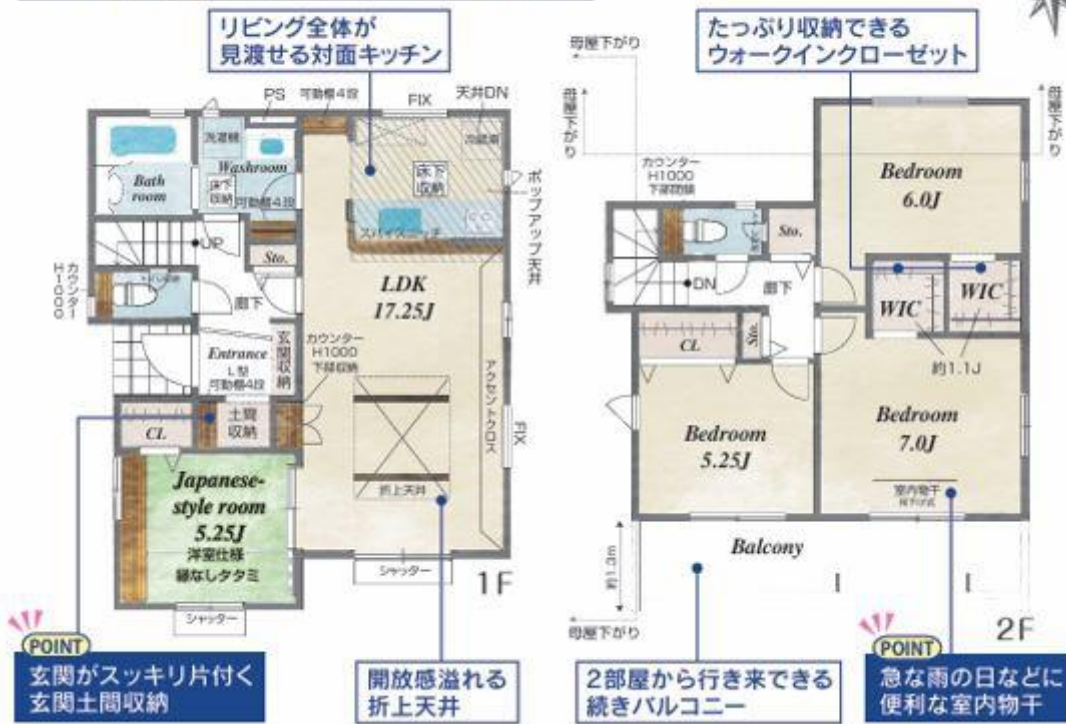 リビング全体が
見渡せる対面キッチン
たっぷり収納できる
ウォークインクローゼット
母屋下がり
PS
可動棚4段
FIX
天井DN
母屋下がり
母屋下がり
洗濯機
冷蔵庫
Bath
room
Washroom
床下
収納
可動棚4段
床下
収納
ポップアップ天井
カウンター
H1000
下部閉鎖
Bedroom
6.0J
UP
Sto.
カウンター
H1000
廊下
LDK
17.25J
Sto.
DN
廊下
WIC
WIC
約1.1J
Entrance
L型
可動棚4段
玄関収納
カウンター
H1000
下部収納
アクセントクロス
FIX
CL
Sto.
土間
収納
CL
Bedroom
5.25J
Bedroom
7.0J
Japanese-
style room
5.25J
洋室仕様
縁なしタタミ
折上天井
室内物干
シャッター
シャッター
1F
Balcony
約1.3m
母屋下がり
2F
POINT
玄関がスッキリ片付く
玄関土間収納
開放感溢れる
折上天井
2部屋から行き来できる
続きバルコニー
POINT
急な雨の日などに
便利な室内物干